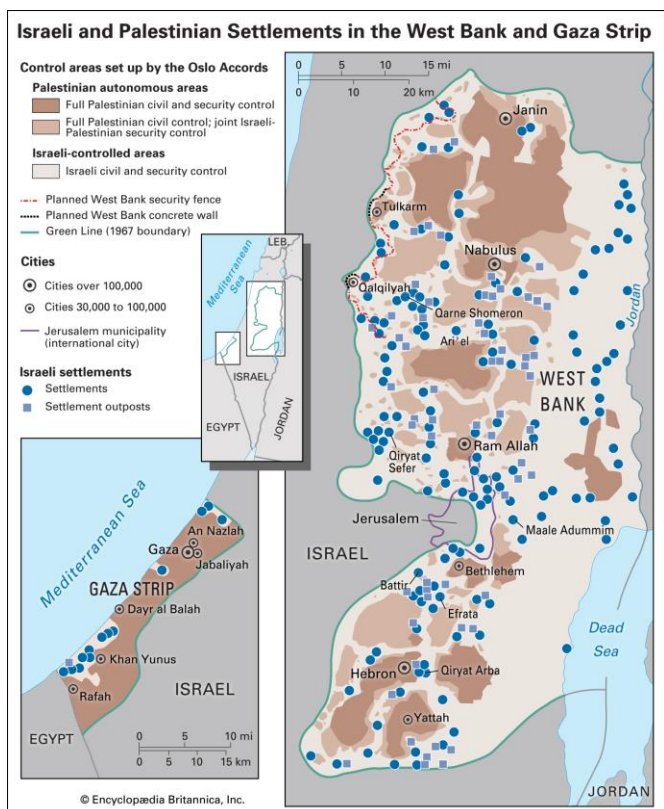 Israeli and Palestinian Settlements in the West Bank and Gaza Strip
Control areas set up by the Oslo Accords
Palestinian autonomous areas
Full Palestinian civil and security control
Full Palestinian civil control; joint Israeli-
Palestinian security control
Israeli-controlled areas
Israeli civil and security control
Planned West Bank security fence
Planned West Bank concrete wall
Green Line (1967 boundary)
Cities
Cities over 100,000
Cities 30,000 to 100,000
Jerusalem municipality
(international city)
Israeli settlements
Settlements
Settlement outposts
Mediterranean
Sea
LEB.
ISRAEL
EGYPT
JORDAN
0 5 10 15 mi
0 10 20 km
Janin
Tulkarm
Nabulus
Qalqilyah
Qarne Shomeron
Ari'el
Jordan
WEST
BANK
Ram Allah
Qiryat
Sefer
Jerusalem
Maale Adummim
ISRAEL
Bethlehem
Battir
Efrata
Dead
Sea
Hebron
Qiryat Arba
Yattah
JORDAN
Mediterranean Sea
An Nazlah
Gaza
Jabaliyah
GAZA STRIP
Dayr al Balah
Khan Yunus
Rafah
ISRAEL
EGYPT
0 5 10 mi
0 5 10 15 km
© Encyclopædia Britannica, Inc.